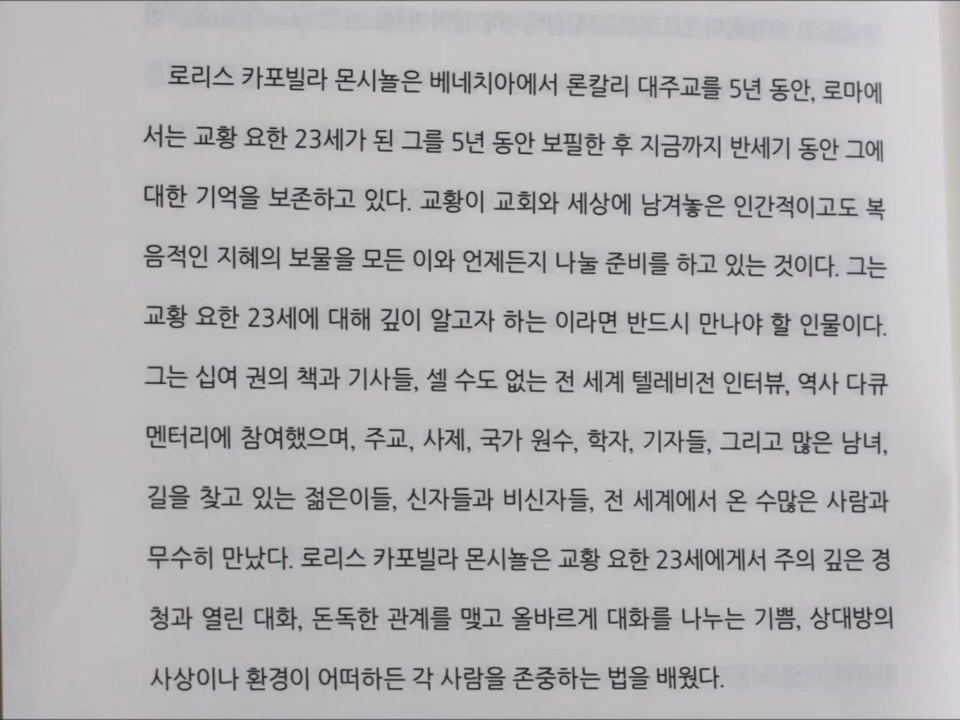 로리스 카포빌라 몬시뇰은 베네치아에서 론칼리 대주교를 5년 동안, 로마에
서는 교황 요한 23세가 된 그를 5년 동안 보필한 후 지금까지 반세기 동안 그에
대한 기억을 보존하고 있다. 교황이 교회와 세상에 남겨놓은 인간적이고도 복
음적인 지혜의 보물을 모든 이와 언제든지 나눌 준비를 하고 있는 것이다. 그는
교황 요한 23세에 대해 깊이 알고자 하는 이라면 반드시 만나야 할 인물이다.
그는 십여 권의 책과 기사들, 셀 수도 없는 전 세계 텔레비전 인터뷰, 역사 다큐
멘터리에 참여했으며, 주교, 사제, 국가 원수, 학자, 기자들, 그리고 많은 남녀,
길을 찾고 있는 젊은이들, 신자들과 비신자들, 전 세계에서 온 수많은 사람과
무수히 만났다. 로리스 카포빌라 몬시뇰은 교황 요한 23세에게서 주의 깊은 경
청과 열린 대화, 돈독한 관계를 맺고 올바르게 대화를 나누는 기쁨, 상대방의
사상이나 환경이 어떠하든 각 사람을 존중하는 법을 배웠다.